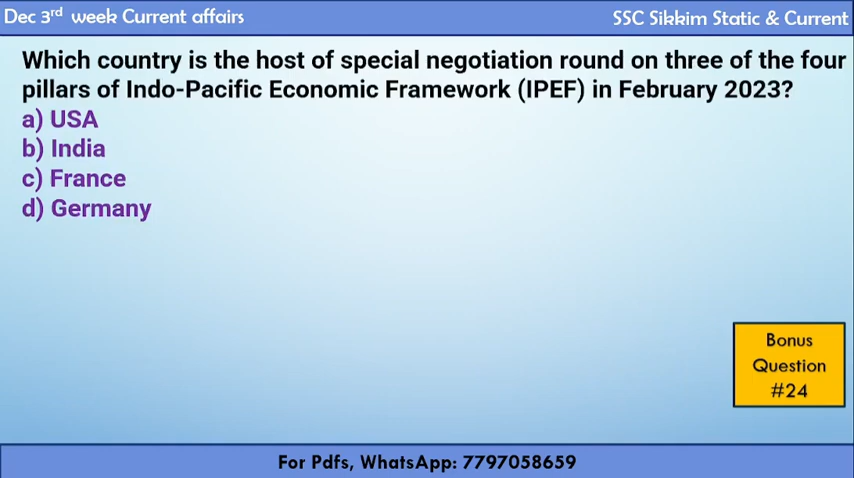 Dec 3rd week Current affairs
SSC Sikkim Static & Current
Which country is the host of special negotiation round on three of the four
pillars of Indo-Pacific Economic Framework (IPEF) in February 2023?
a) USA
b) India
c) France
d) Germany
Bonus
Question
#24
For Pdfs, WhatsApp: 7797058659